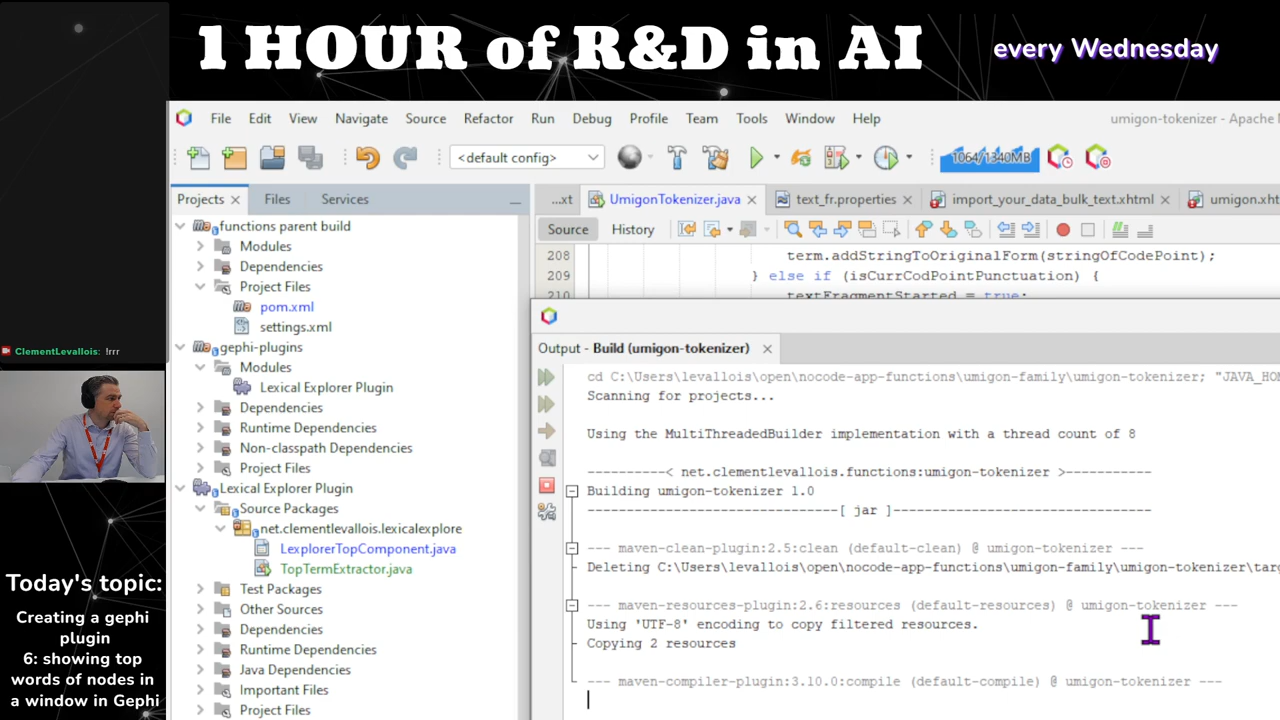 1 HOUR of R&D in AI
every Wednesday
File Edit View Navigate Source Refactor Run Debug Profile Team Tools Window Help
umigon-tokenizer - Apache N
<default config>
1064/1340MB
Projects Files Services
...xt UmigonTokenizer.java text_fr.properties import_your_data_bulk_text.xhtml umigon.xht
Source History
208 term.addStringToOriginalForm(stringOfCodePoint);
209 } else if (isCurrCodPointPunctuation) {
210 textFragmentStarted = true;
functions parent build
Modules
Dependencies
Project Files
pom.xml
settings.xml
gephi-plugins
Modules
Lexical Explorer Plugin
Dependencies
Runtime Dependencies
Non-classpath Dependencies
Project Files
Lexical Explorer Plugin
Source Packages
net.clementlevallois.lexicalexplore
LexplorerTopComponent.java
TopTermExtractor.java
Test Packages
Other Sources
Dependencies
Runtime Dependencies
Java Dependencies
Important Files
Project Files
Output - Build (umigon-tokenizer)
cd C:\Users\levallois\open\nocode-app-functions\umigon-family\umigon-tokenizer; "JAVA_HOM
Scanning for projects...
Using the MultiThreadedBuilder implementation with a thread count of 8
----------< net.clementlevallois.functions:umigon-tokenizer >-----------
Building umigon-tokenizer 1.0
--------------------------------[ jar ]---------------------------------
--- maven-clean-plugin:2.5:clean (default-clean) @ umigon-tokenizer ---
Deleting C:\Users\levallois\open\nocode-app-functions\umigon-family\umigon-tokenizer\targ
--- maven-resources-plugin:2.6:resources (default-resources) @ umigon-tokenizer ---
Using 'UTF-8' encoding to copy filtered resources.
Copying 2 resources
--- maven-compiler-plugin:3.10.0:compile (default-compile) @ umigon-tokenizer ---
ClementLevallois: !rrr
Today's topic:
Creating a gephi
plugin
6: showing top
words of nodes in
a window in Gephi